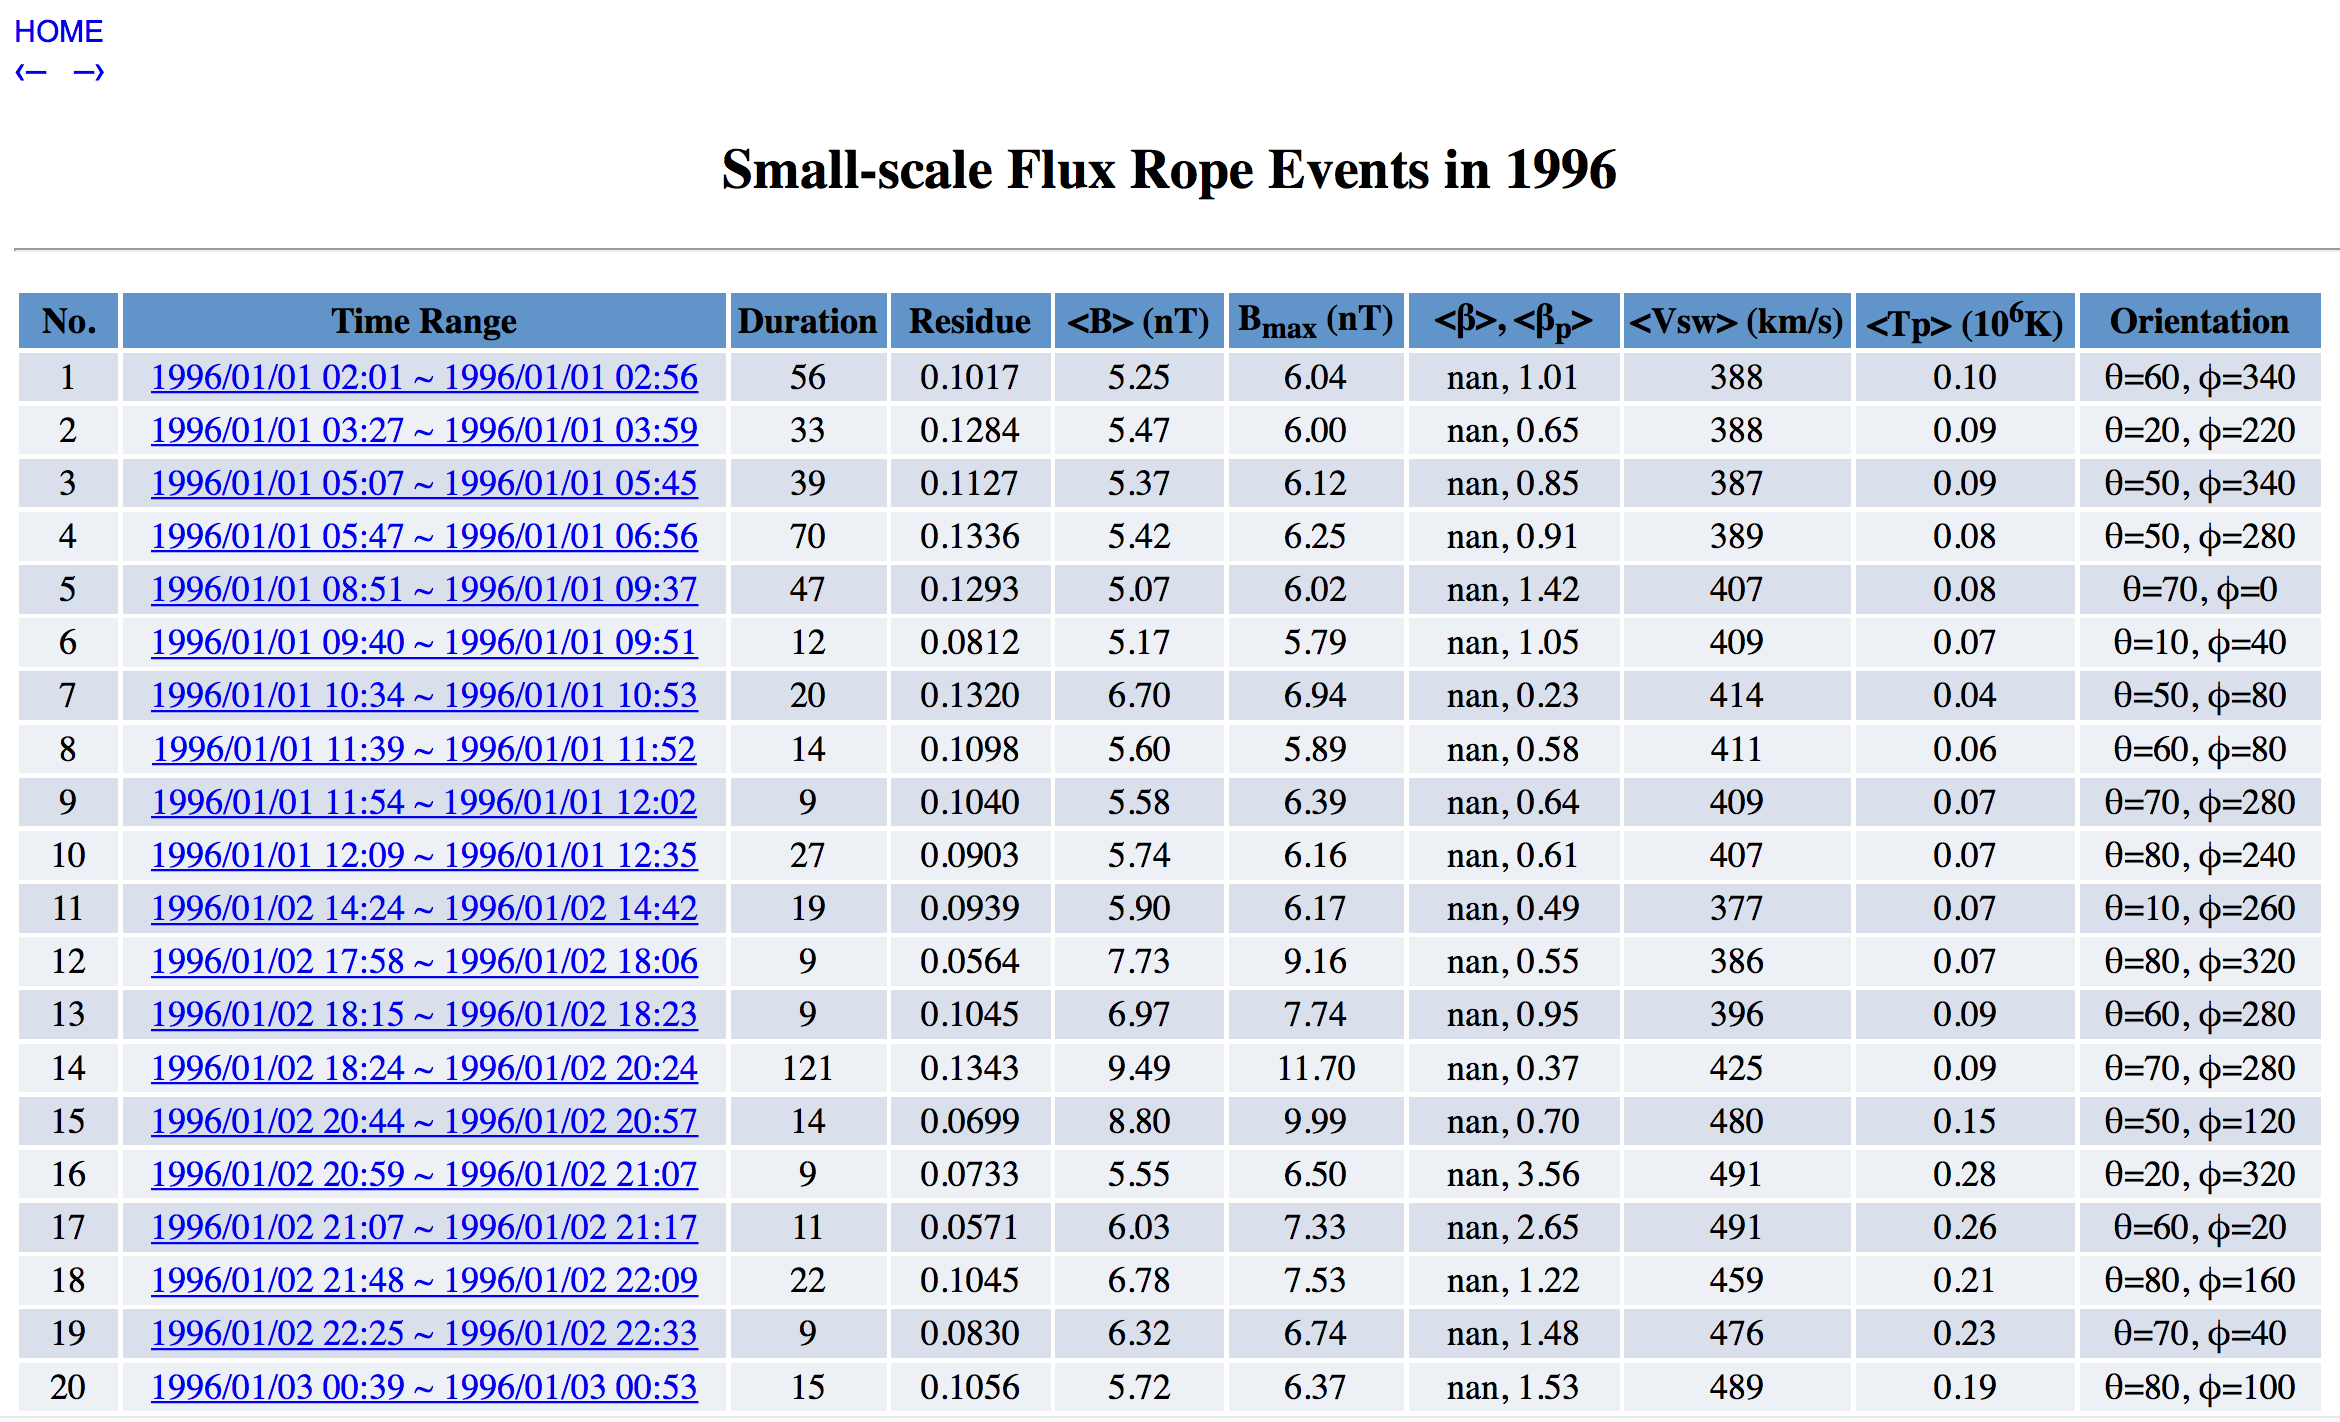 HOME
<— —>
Small-scale Flux Rope Events in 1996
No. Time Range Duration Residue <B> (nT) Bmax (nT) <β>, <βp> <Vsw> (km/s) <Tp> (10⁶K) Orientation
1 1996/01/01 02:01 ~ 1996/01/01 02:56 56 0.1017 5.25 6.04 nan, 1.01 388 0.10 θ=60, ϕ=340
2 1996/01/01 03:27 ~ 1996/01/01 03:59 33 0.1284 5.47 6.00 nan, 0.65 388 0.09 θ=20, ϕ=220
3 1996/01/01 05:07 ~ 1996/01/01 05:45 39 0.1127 5.37 6.12 nan, 0.85 387 0.09 θ=50, ϕ=340
4 1996/01/01 05:47 ~ 1996/01/01 06:56 70 0.1336 5.42 6.25 nan, 0.91 389 0.08 θ=50, ϕ=280
5 1996/01/01 08:51 ~ 1996/01/01 09:37 47 0.1293 5.07 6.02 nan, 1.42 407 0.08 θ=70, ϕ=0
6 1996/01/01 09:40 ~ 1996/01/01 09:51 12 0.0812 5.17 5.79 nan, 1.05 409 0.07 θ=10, ϕ=40
7 1996/01/01 10:34 ~ 1996/01/01 10:53 20 0.1320 6.70 6.94 nan, 0.23 414 0.04 θ=50, ϕ=80
8 1996/01/01 11:39 ~ 1996/01/01 11:52 14 0.1098 5.60 5.89 nan, 0.58 411 0.06 θ=60, ϕ=80
9 1996/01/01 11:54 ~ 1996/01/01 12:02 9 0.1040 5.58 6.39 nan, 0.64 409 0.07 θ=70, ϕ=280
10 1996/01/01 12:09 ~ 1996/01/01 12:35 27 0.0903 5.74 6.16 nan, 0.61 407 0.07 θ=80, ϕ=240
11 1996/01/02 14:24 ~ 1996/01/02 14:42 19 0.0939 5.90 6.17 nan, 0.49 377 0.07 θ=10, ϕ=260
12 1996/01/02 17:58 ~ 1996/01/02 18:06 9 0.0564 7.73 9.16 nan, 0.55 386 0.07 θ=80, ϕ=320
13 1996/01/02 18:15 ~ 1996/01/02 18:23 9 0.1045 6.97 7.74 nan, 0.95 396 0.09 θ=60, ϕ=280
14 1996/01/02 18:24 ~ 1996/01/02 20:24 121 0.1343 9.49 11.70 nan, 0.37 425 0.09 θ=70, ϕ=280
15 1996/01/02 20:44 ~ 1996/01/02 20:57 14 0.0699 8.80 9.99 nan, 0.70 480 0.15 θ=50, ϕ=120
16 1996/01/02 20:59 ~ 1996/01/02 21:07 9 0.0733 5.55 6.50 nan, 3.56 491 0.28 θ=20, ϕ=320
17 1996/01/02 21:07 ~ 1996/01/02 21:17 11 0.0571 6.03 7.33 nan, 2.65 491 0.26 θ=60, ϕ=20
18 1996/01/02 21:48 ~ 1996/01/02 22:09 22 0.1045 6.78 7.53 nan, 1.22 459 0.21 θ=80, ϕ=160
19 1996/01/02 22:25 ~ 1996/01/02 22:33 9 0.0830 6.32 6.74 nan, 1.48 476 0.23 θ=70, ϕ=40
20 1996/01/03 00:39 ~ 1996/01/03 00:53 15 0.1056 5.72 6.37 nan, 1.53 489 0.19 θ=80, ϕ=100